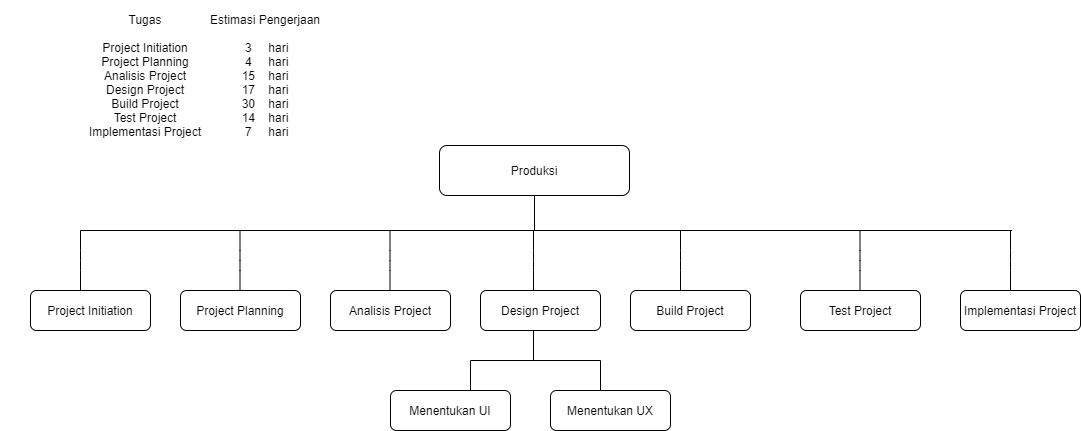 Tugas Estimasi Pengerjaan
Project Initiation 3 hari
Project Planning 4 hari
Analisis Project 15 hari
Design Project 17 hari
Build Project 30 hari
Test Project 14 hari
Implementasi Project 7 hari
Produksi
Project Initiation
Project Planning
Analisis Project
Design Project
Build Project
Test Project
Implementasi Project
Menentukan UI
Menentukan UX